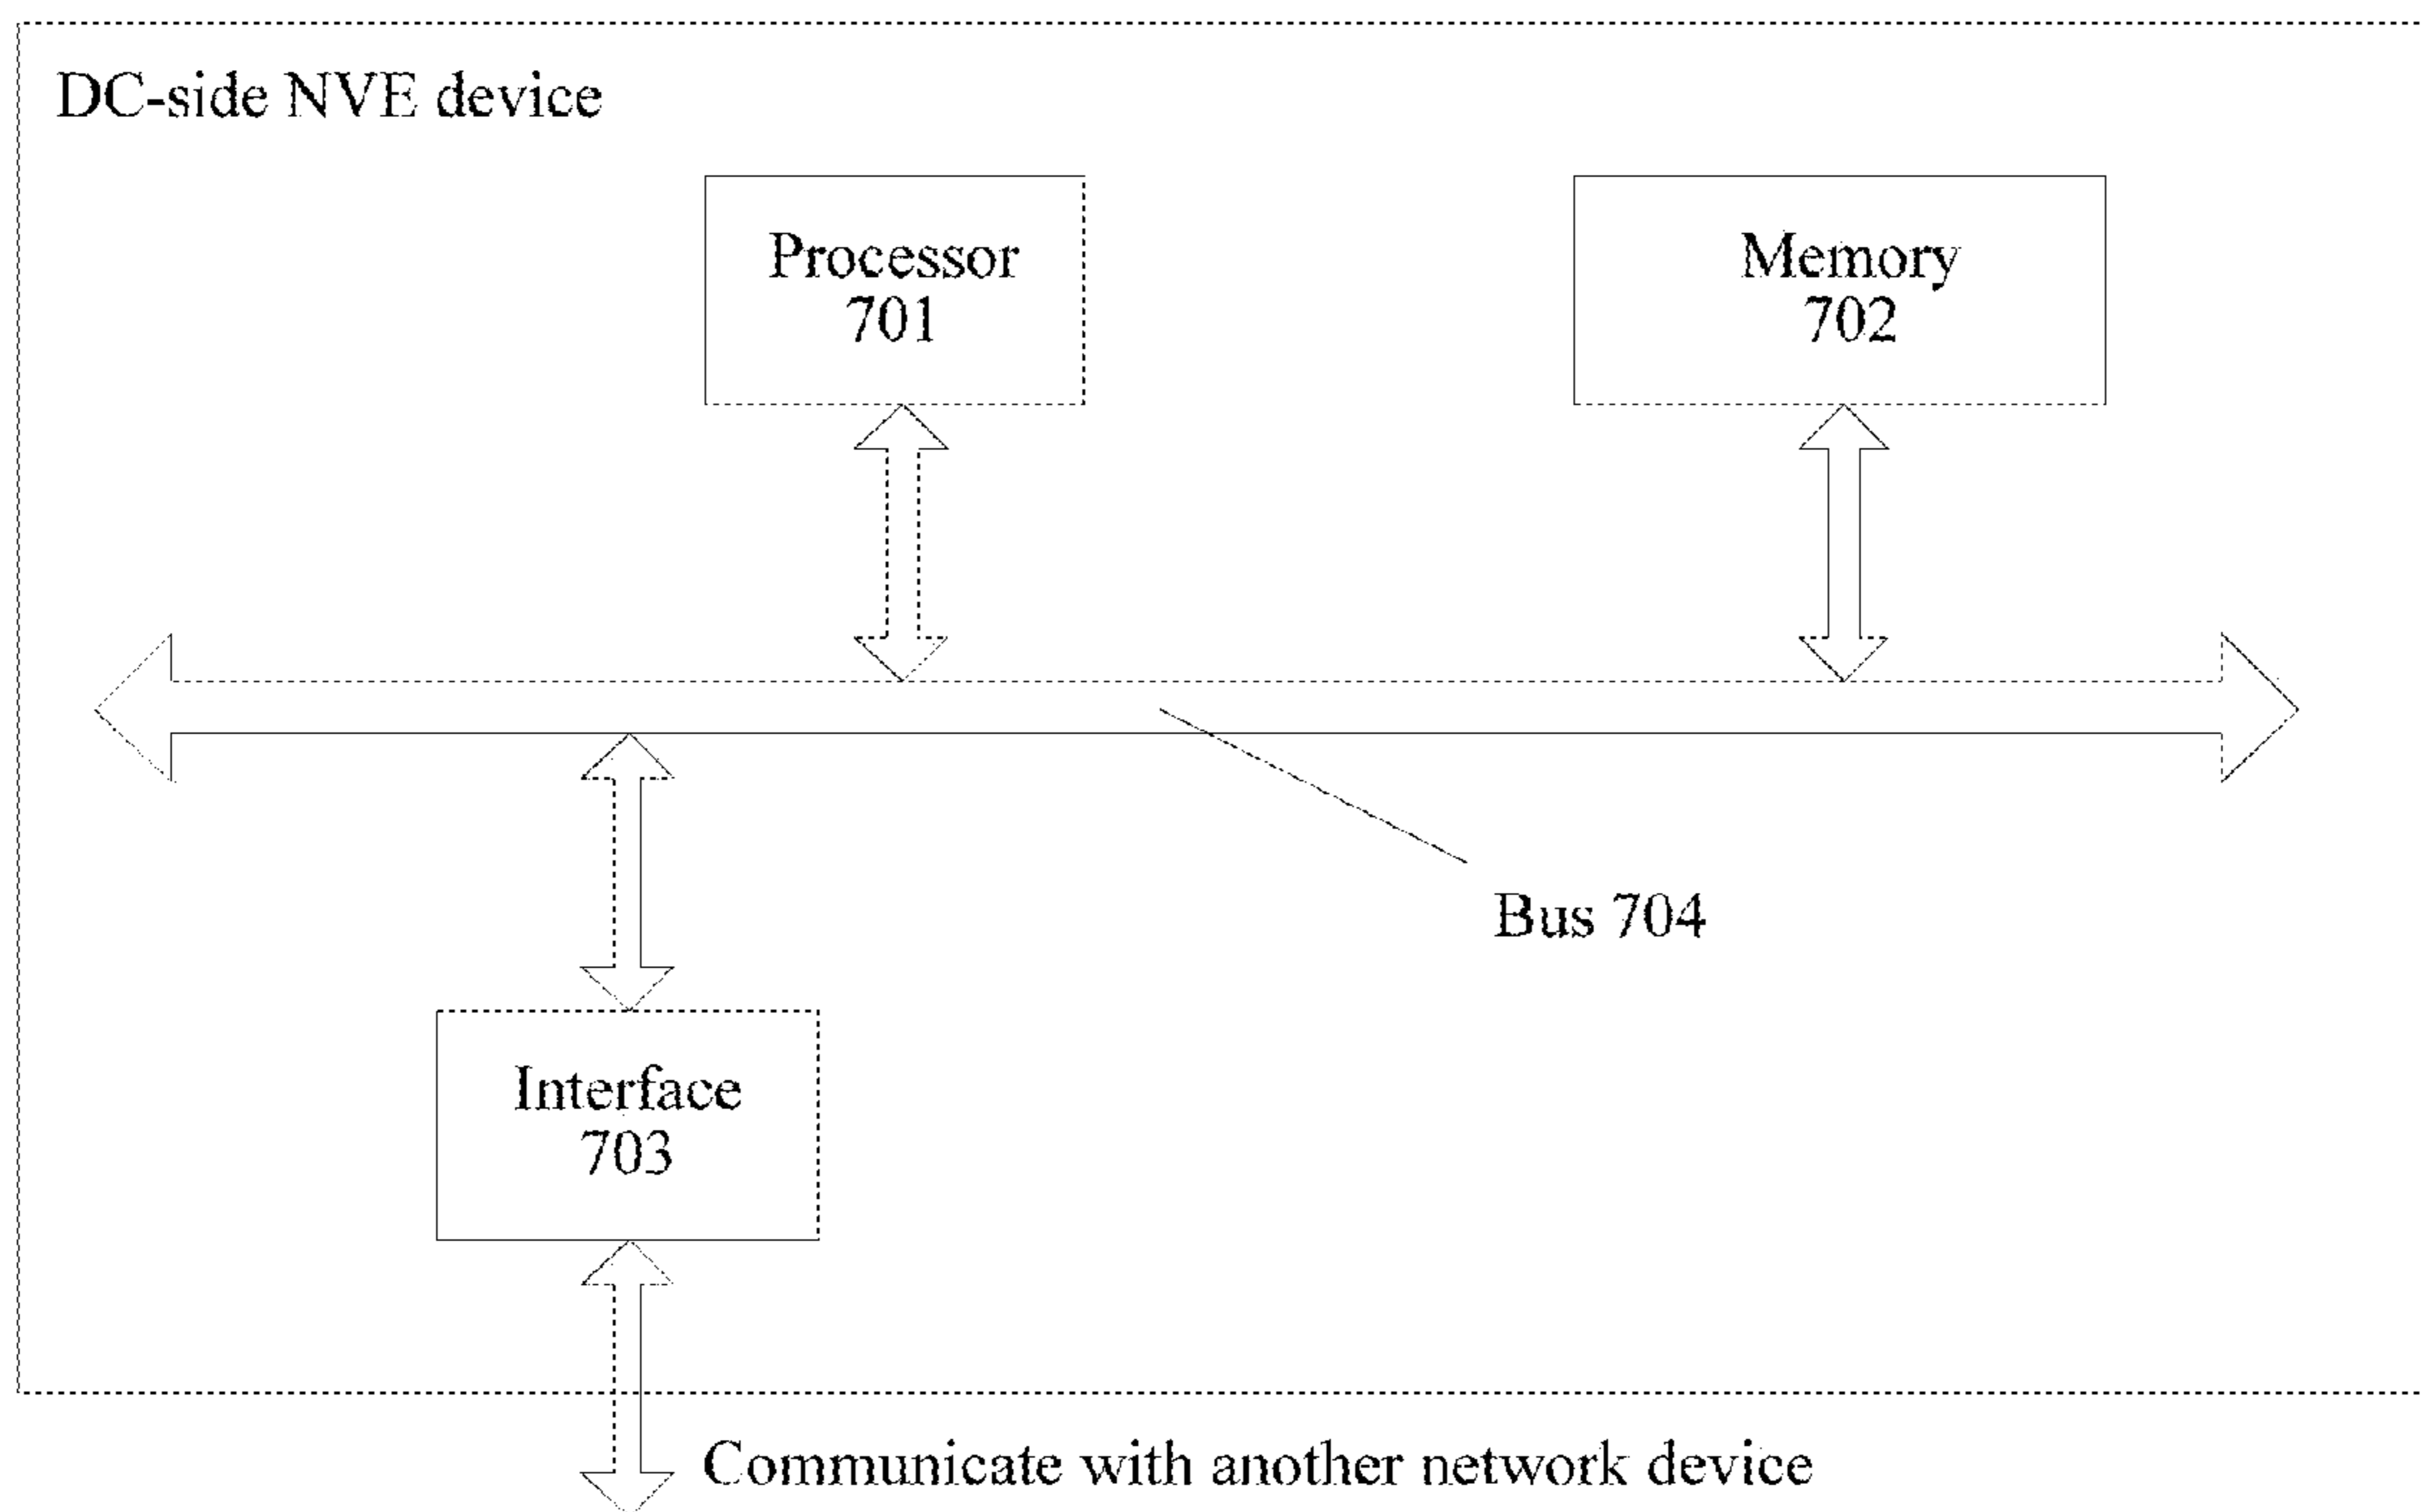 DC-side NVE device
Processor
701
Memory
702
Bus 704
Interface
703
Communicate with another network device